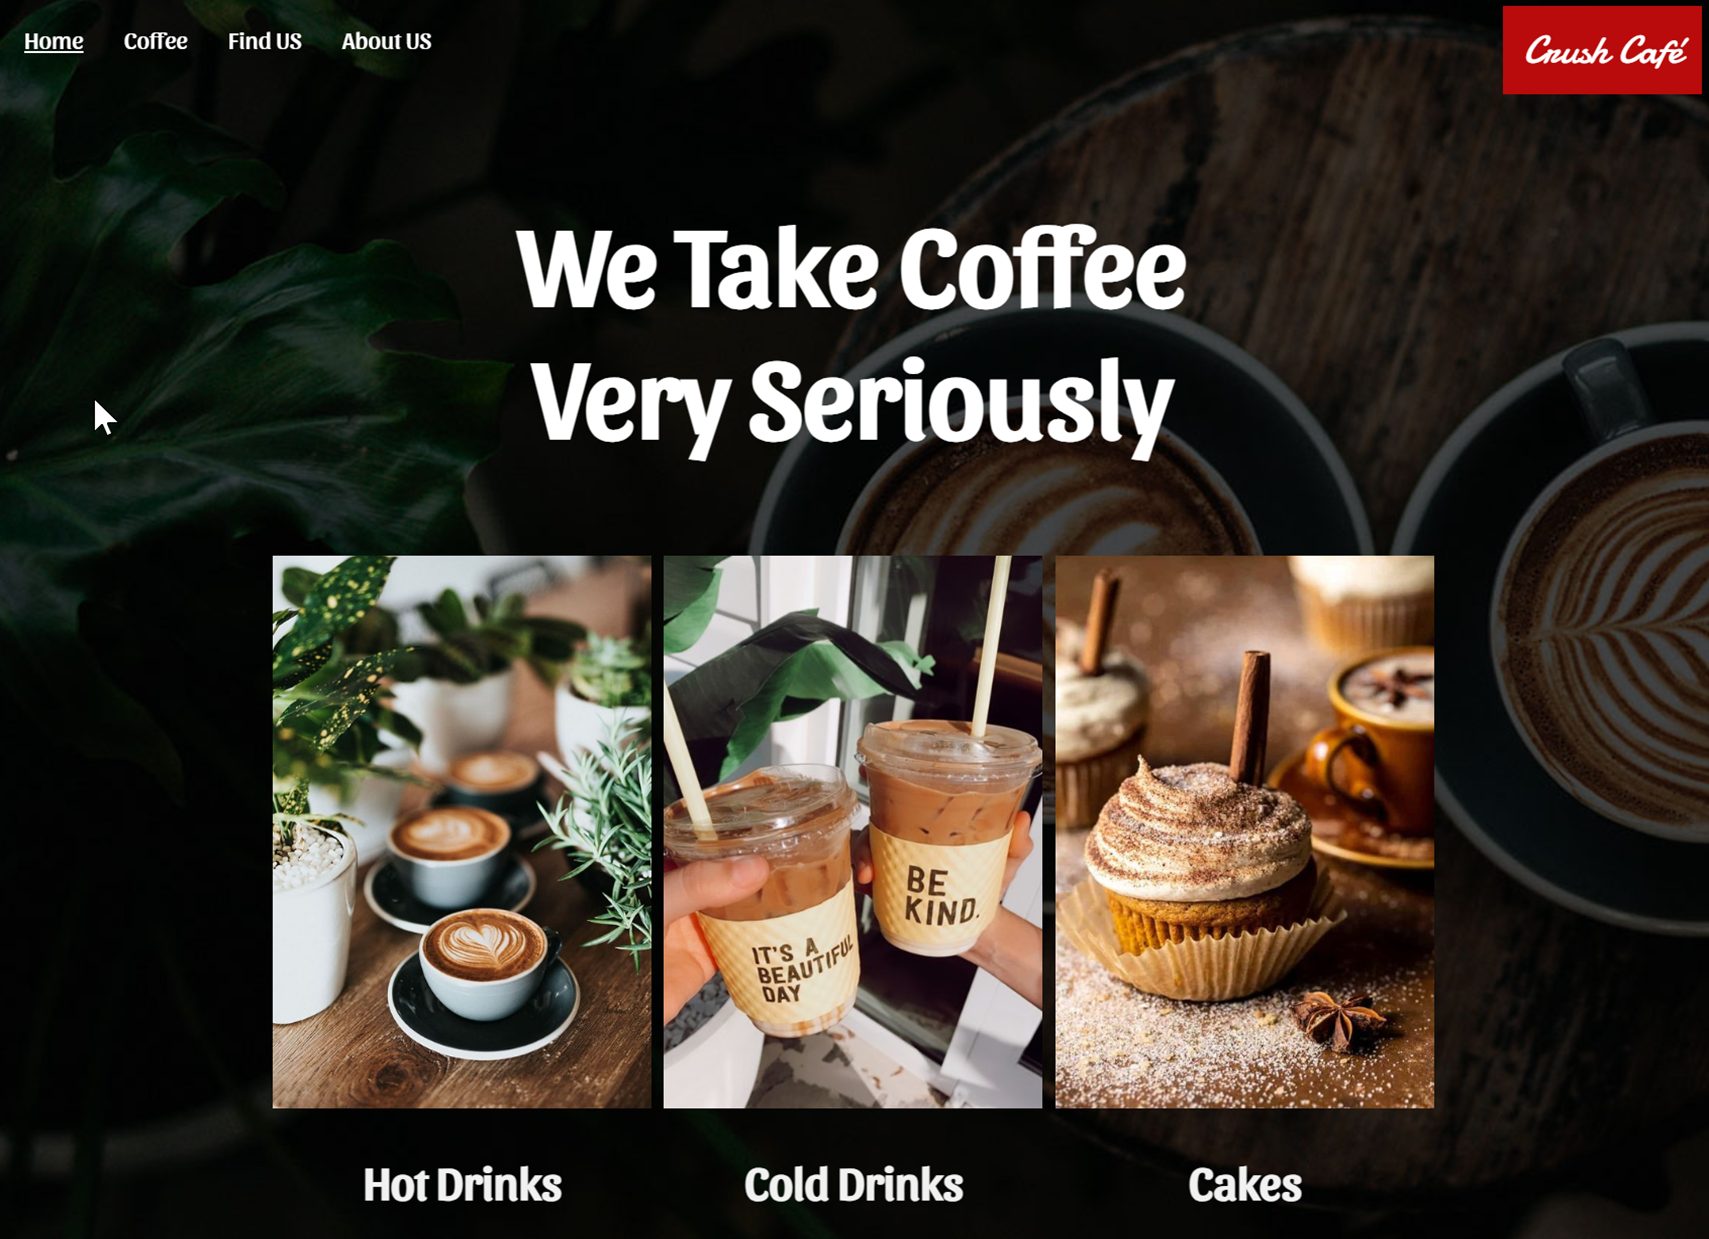 Home Coffee Find US About US
Crush Café
We Take Coffee
Very Seriously
IT'S A
BEAUTIFUL
DAY
BE
KIND.
Hot Drinks
Cold Drinks
Cakes